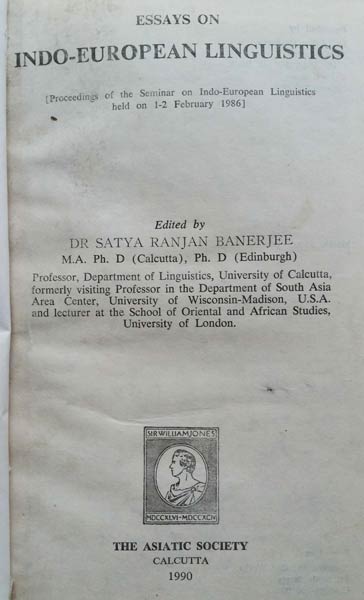 ESSAYS ON
INDO-EUROPEAN LINGUISTICS
[Proceedings of the Seminar on Indo-European Linguistics
held on 1-2 February 1986]
Edited by
DR SATYA RANJAN BANERJEE
M.A. Ph. D (Calcutta), Ph. D (Edinburgh)
Professor, Department of Linguistics, University of Calcutta,
formerly visiting Professor in the Department of South Asia
Area Center, University of Wisconsin-Madison, U.S.A.
and lecturer at the School of Oriental and African Studies,
University of London.
SIR WILLIAM JONES
MDCCXLVI-MDCCXCIV
THE ASIATIC SOCIETY
CALCUTTA
1990